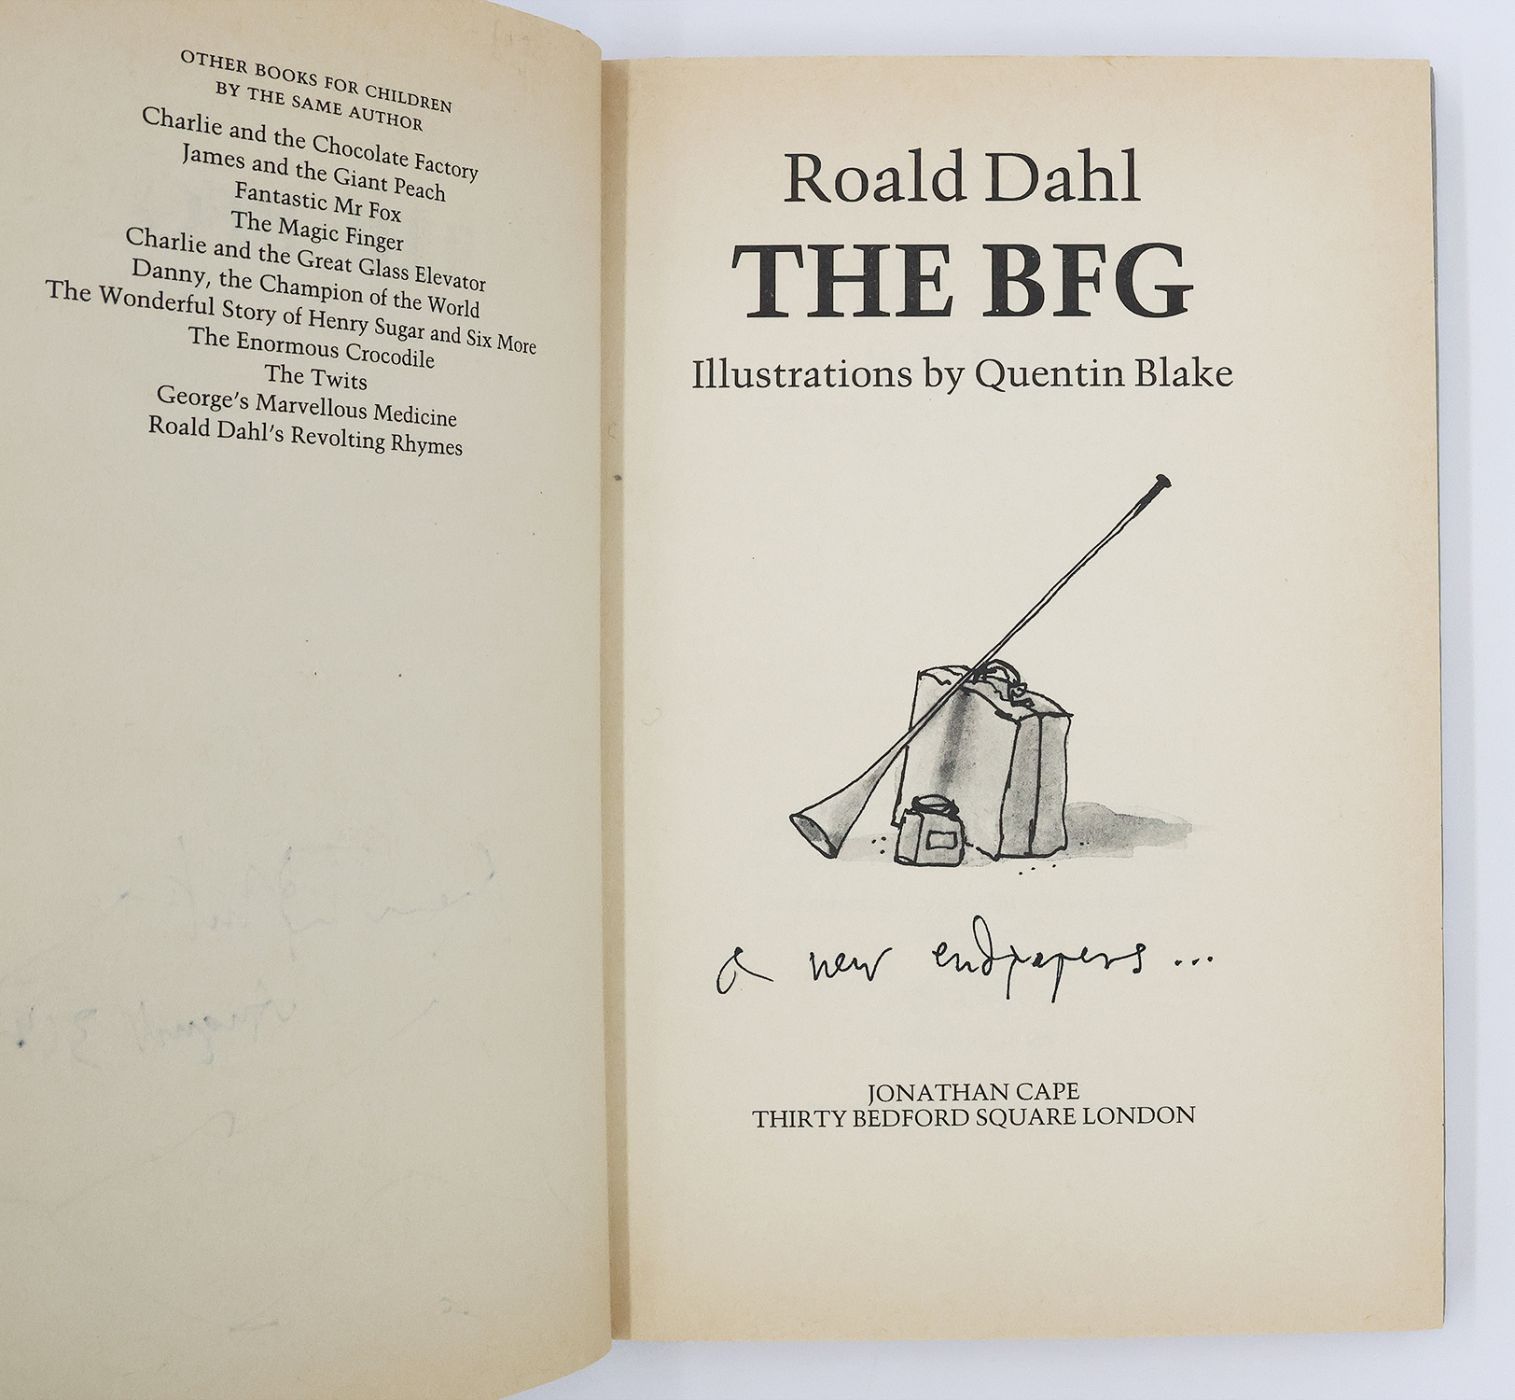 OTHER BOOKS FOR CHILDREN
BY THE SAME AUTHOR
Charlie and the Chocolate Factory
James and the Giant Peach
Fantastic Mr Fox
The Magic Finger
Charlie and the Great Glass Elevator
Danny, the Champion of the World
The Wonderful Story of Henry Sugar and Six More
The Enormous Crocodile
The Twits
George's Marvellous Medicine
Roald Dahl's Revolting Rhymes
Roald Dahl
THE BFG
Illustrations by Quentin Blake
new endpapers...
JONATHAN CAPE
THIRTY BEDFORD SQUARE LONDON